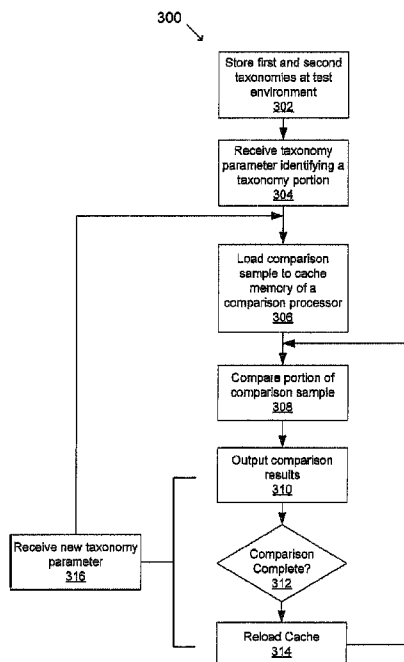 300
Store first and second
taxonomies at test
environment
302
Receive taxonomy
parameter identifying a
taxonomy portion
304
Load comparison
sample to cache
memory of a
comparison processor
306
Compare portion of
comparison sample
308
Output comparison
results
310
Receive new taxonomy
parameter
316
Comparison
Complete?
312
Reload Cache
314